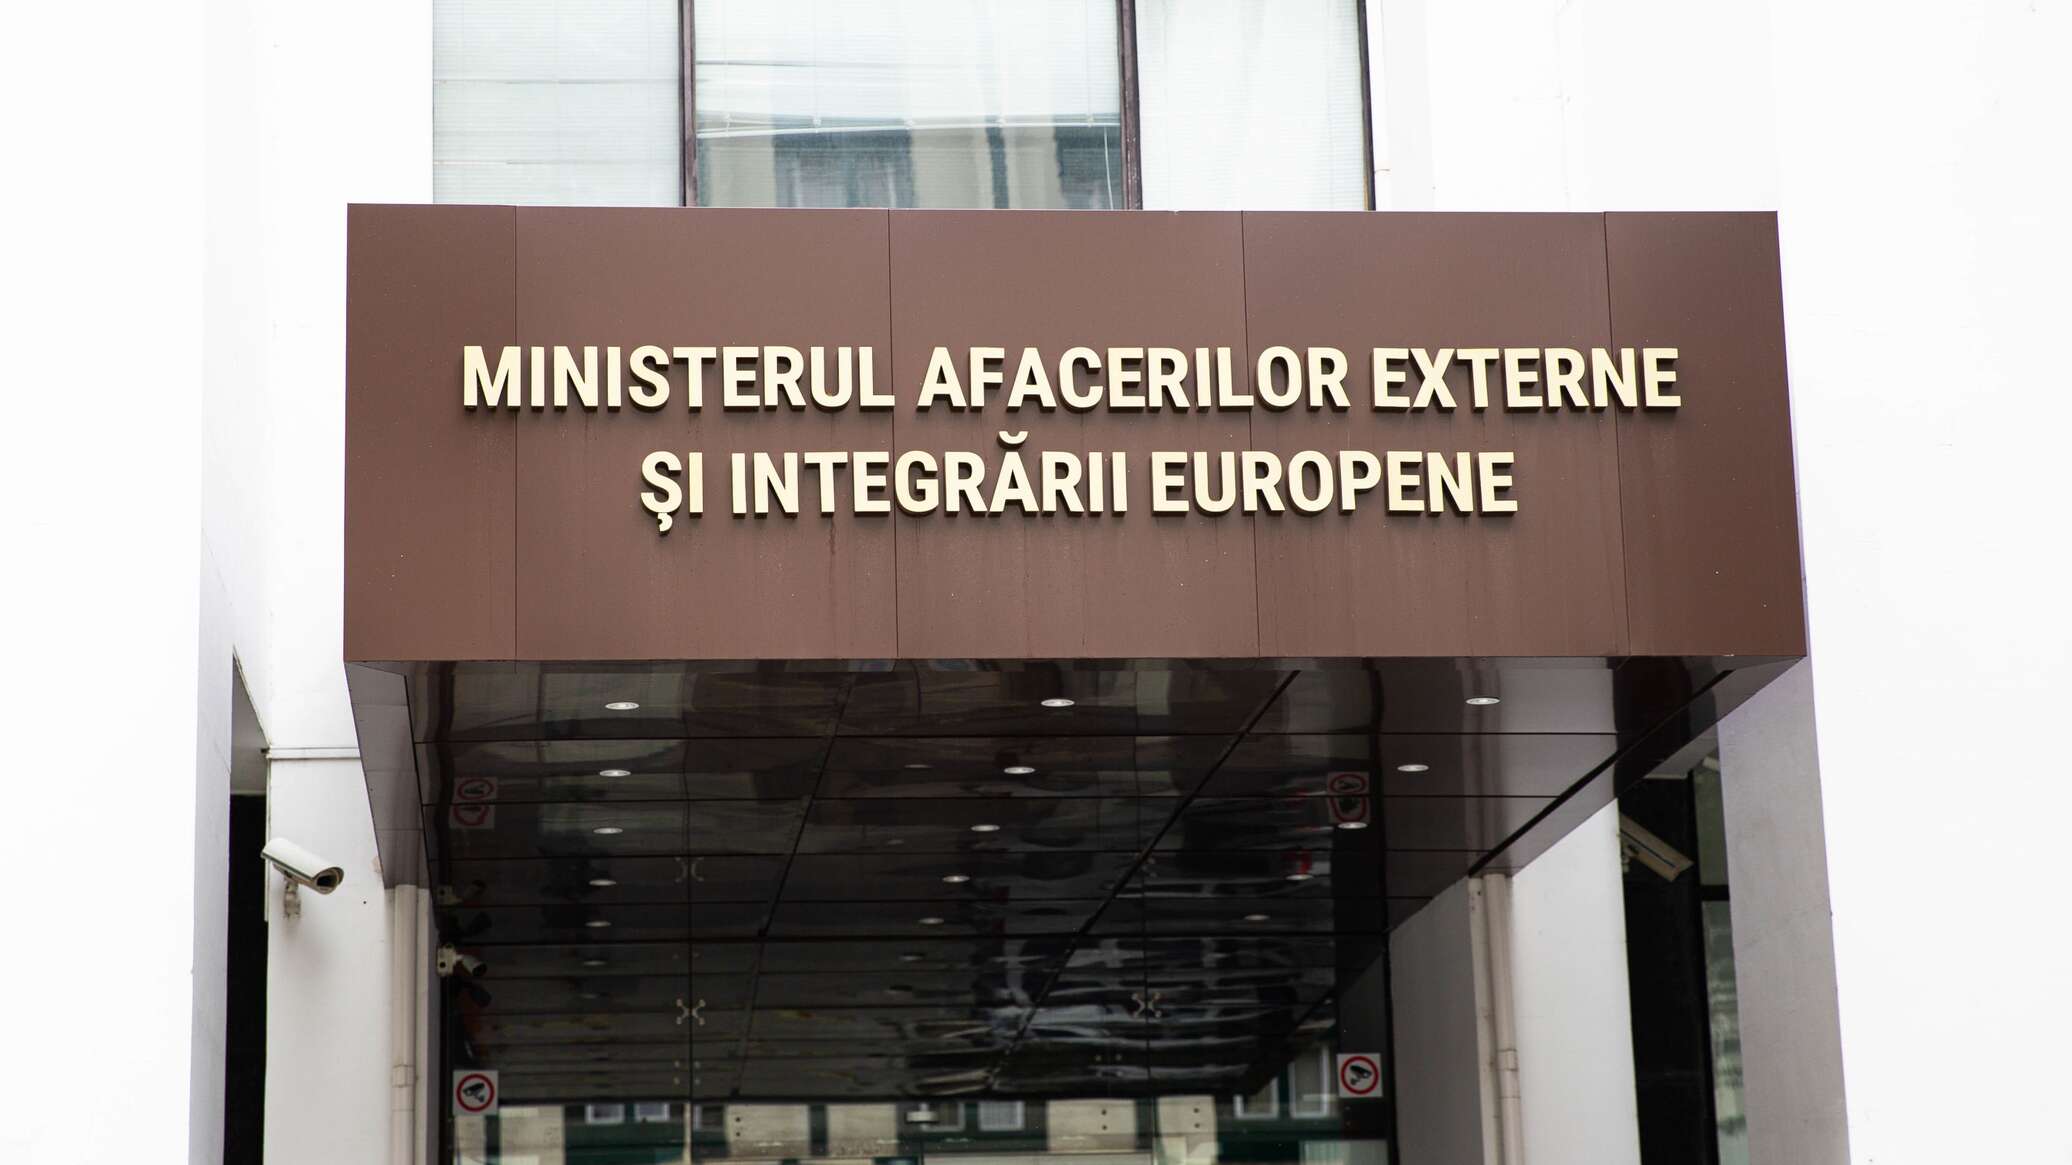 MINISTERUL AFACERILOR EXTERNE
ȘI INTEGRĂRII EUROPENE